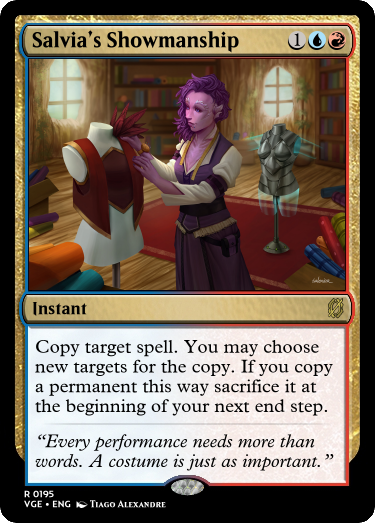 Salvia's Showmanship 1
Instant
Copy target spell. You may choose
new targets for the copy. If you copy
a permanent this way sacrifice it at
the beginning of your next end step.
“Every performance needs more than
words. A costume is just as important.”
R 0195
VGE • ENG Tiago Alexandre